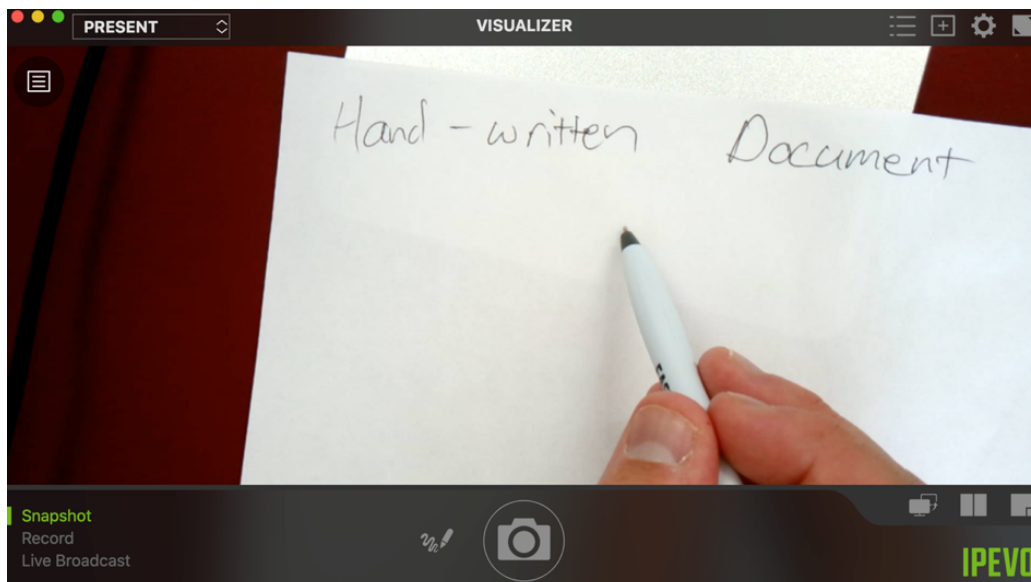 PRESENT
VISUALIZER
Hand - written Document
Snapshot
Record
Live Broadcast
IPEVO